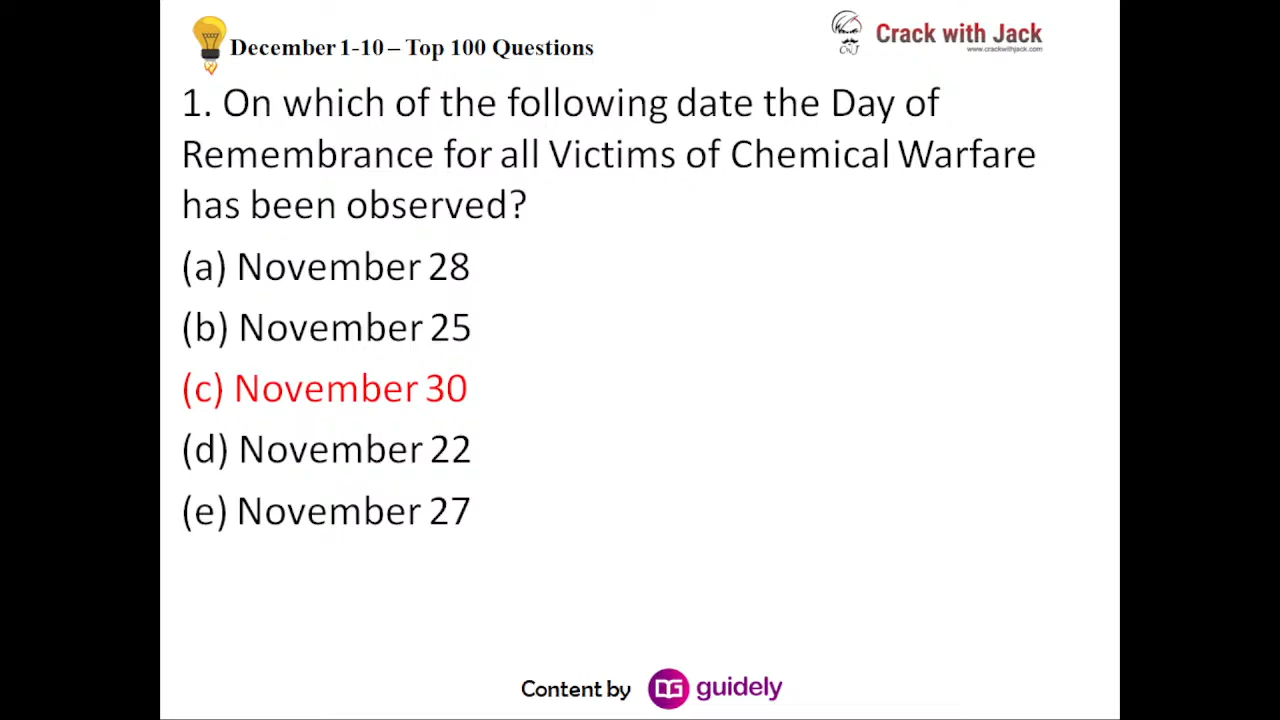 December 1-10 – Top 100 Questions
Crack with Jack
www.crackwithjack.com
CwJ
1. On which of the following date the Day of
Remembrance for all Victims of Chemical Warfare
has been observed?
(a) November 28
(b) November 25
(c) November 30
(d) November 22
(e) November 27
Content by DG guidely